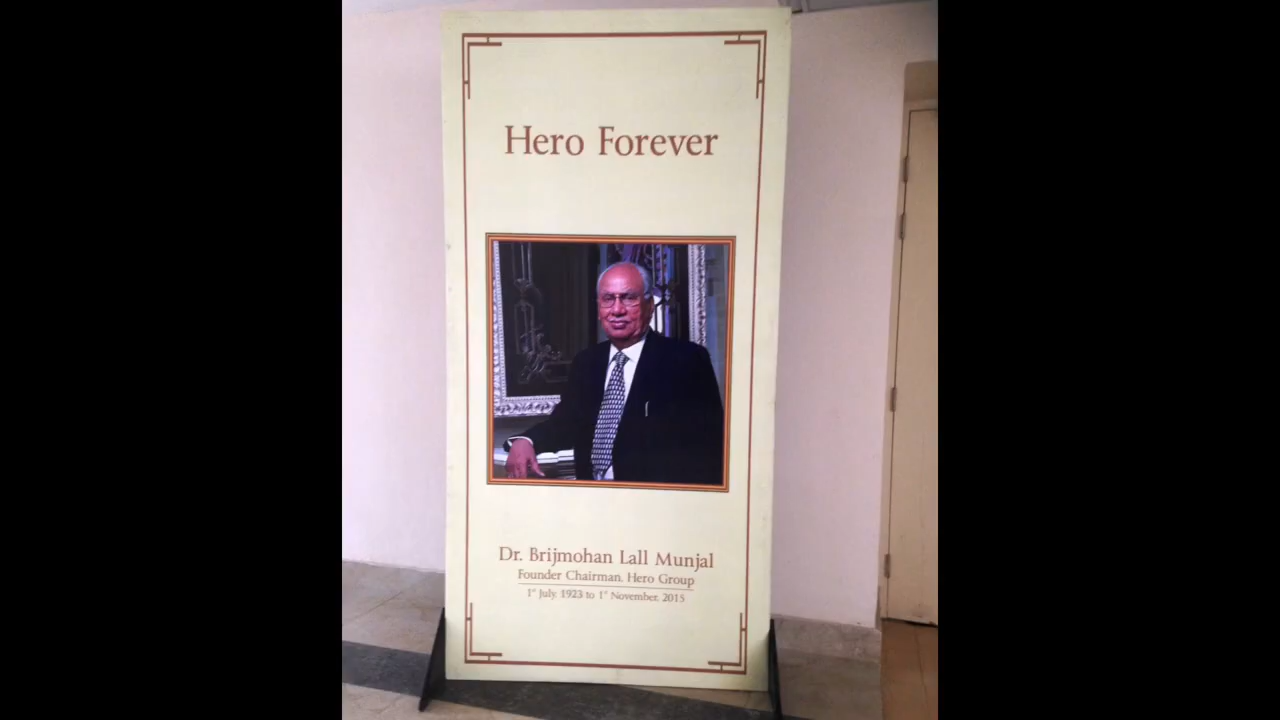 Hero Forever
Dr. Brijmohan Lall Munjal
Founder Chairman, Hero Group
1st July, 1923 to 1st November, 2015